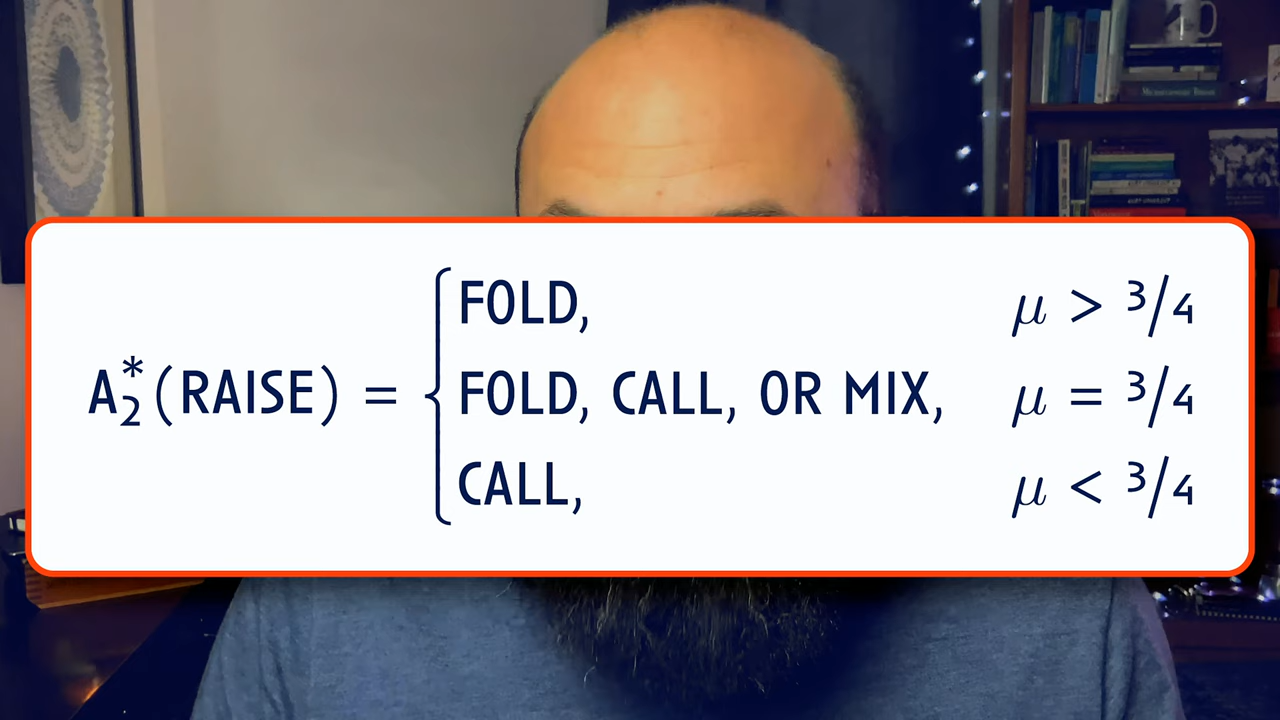 A₂*(RAISE) = { FOLD, μ > 3/4
FOLD, CALL, OR MIX, μ = 3/4
CALL, μ < 3/4